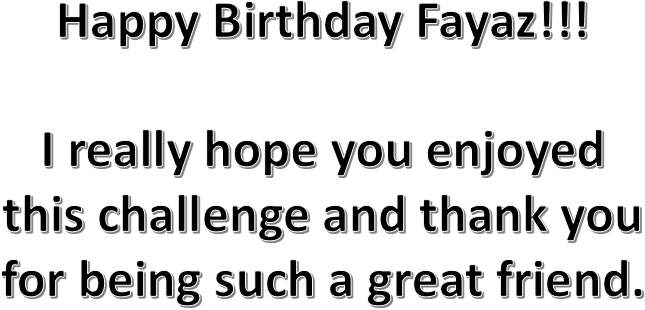 Happy Birthday Fayaz!!!
I really hope you enjoyed
this challenge and thank you
for being such a great friend.